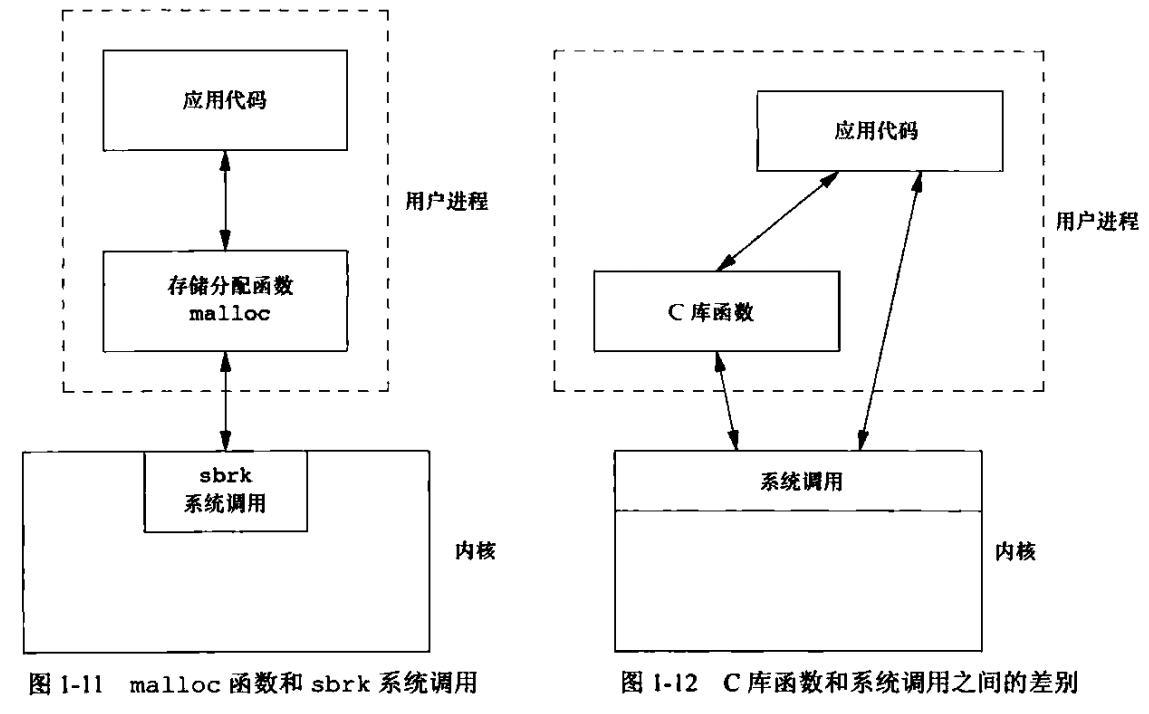 应用代码
用户进程
存储分配函数
malloc
sbrk
系统调用
内核
图 1-11 malloc 函数和 sbrk 系统调用
应用代码
用户进程
C 库函数
系统调用
内核
图 1-12 C 库函数和系统调用之间的差别